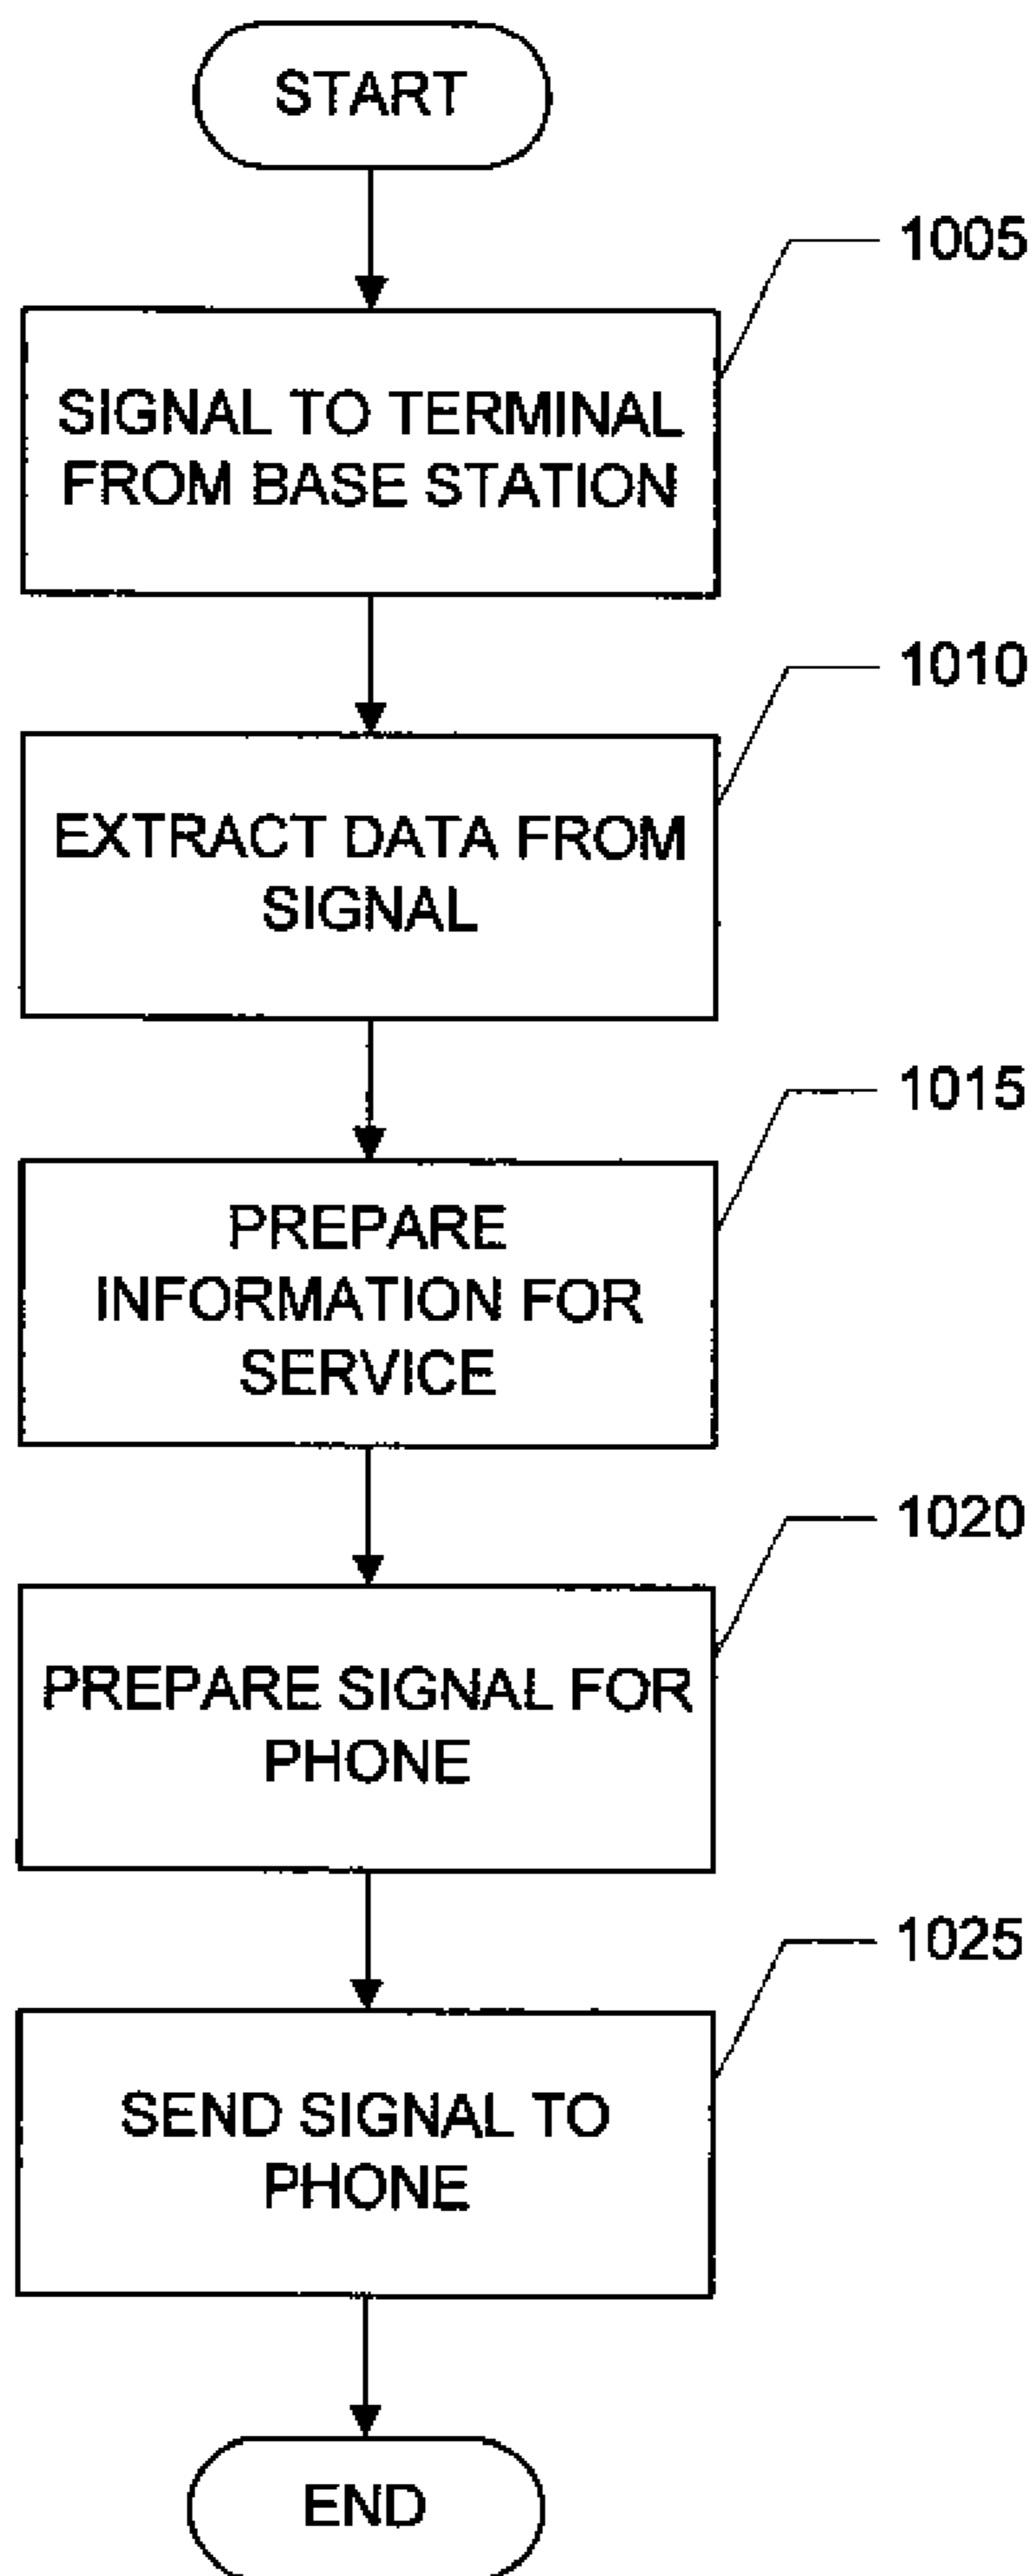 START
1005
SIGNAL TO TERMINAL
FROM BASE STATION
1010
EXTRACT DATA FROM
SIGNAL
1015
PREPARE
INFORMATION FOR
SERVICE
1020
PREPARE SIGNAL FOR
PHONE
1025
SEND SIGNAL TO
PHONE
END